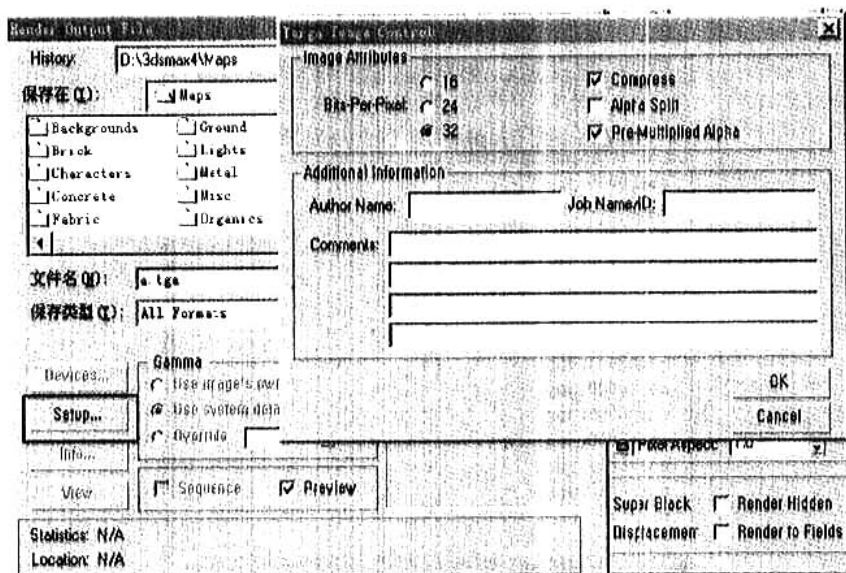 Render Output File
History: D:\3dsmax4\Maps
保存在(I): Maps
Backgrounds
Brick
Characters
Concrete
Fabric
Ground
Lights
Metal
Misc
Organics
文件名(N): a.tga
保存类型(T): All Formats
Devices...
Setup...
Info...
View
Gamma
Use image's own
Use system defa
Override
Sequence
Preview
Statistics: N/A
Location: N/A
Targa Image Control
Image Attributes
Bits-Per-Pixel:
16
24
32
Compress
Alpha Split
Pre-Multiplied Alpha
Additional Information
Author Name:
Job Name/ID:
Comments:
OK
Cancel
Pixel Aspect: 1.0
Super Black
Render Hidden
Displacemen
Render to Fields